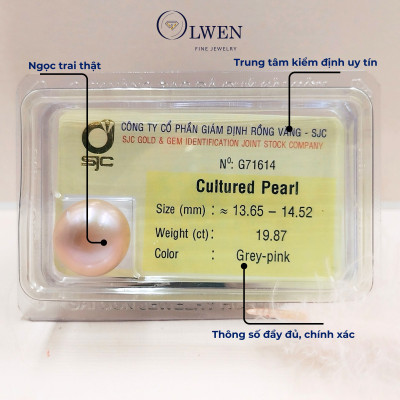 OLWEN
FINE JEWELRY
Ngọc trai thật
Trung tâm kiểm định uy tín
SJC
CÔNG TY CỔ PHẦN GIÁM ĐỊNH RỒNG VÀNG - SJC
SJC GOLD & GEM IDENTIFICATION JOINT STOCK COMPANY
Nº: G71614
Cultured Pearl
Size (mm) : ≈ 13.65 – 14.52
Weight (ct) : 19.87
Color : Grey-pink
Thông số đầy đủ, chính xác